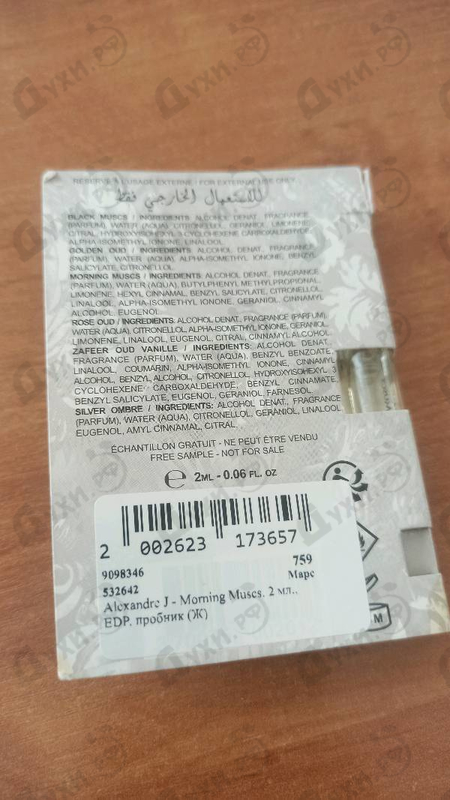 RÉSERVÉ À L'USAGE EXTERNE / FOR EXTERNAL USE ONLY
للاستعمال الخارجي فقط
BLACK MUSCS / INGREDIENTS: ALCOHOL DENAT, FRAGRANCE
(PARFUM), WATER (AQUA), CITRONELLOL, GERANIOL, LIMONENE,
CITRAL, HYDROXYISOHEXYL 3 CYCLOHEXENE CARBOXALDEHYDE,
ALPHA-ISOMETHYL IONONE, LINALOOL
GOLDEN OUD / INGREDIENTS: ALCOHOL DENAT, FRAGRANCE
(PARFUM), WATER (AQUA), ALPHA-ISOMETHYL IONONE, BENZYL
SALICYLATE, CITRONELLOL
MORNING MUSCS / INGREDIENTS: ALCOHOL DENAT, FRAGRANCE
(PARFUM), WATER (AQUA), BUTYLPHENYL METHYLPROPIONAL,
LIMONENE, HEXYL CINNAMAL, BENZYL SALICYLATE, CITRONELLOL
LINALOOL, ALPHA-ISOMETHYL IONONE, GERANIOL, CINNAMYL
ALCOHOL, EUGENOL
ROSE OUD / INGREDIENTS: ALCOHOL DENAT, FRAGRANCE (PARFUM),
WATER (AQUA), CITRONELLOL, ALPHA-ISOMETHYL IONONE, GERANIOL,
LIMONENE, LINALOOL, EUGENOL, CITRAL, CINNAMYL ALCOHOL
ZAFEER OUD VANILLE / INGREDIENTS: ALCOHOL DENAT,
FRAGRANCE (PARFUM), WATER (AQUA), BENZYL BENZOATE,
LINALOOL, COUMARIN, ALPHA-ISOMETHYL IONONE, CINNAMYL
ALCOHOL, BENZYL ALCOHOL, CITRONELLOL, HYDROXYISOHEXYL 3
CYCLOHEXENE CARBOXALDEHYDE, BENZYL CINNAMATE,
BENZYL SALICYLATE, EUGENOL, GERANIOL, FARNESOL
SILVER OMBRE / INGREDIENTS: ALCOHOL DENAT, FRAGRANCE
(PARFUM), WATER (AQUA), CITRONELLOL, GERANIOL, LINALOOL
EUGENOL, AMYL CINNAMAL, CITRAL
ÉCHANTILLON GRATUIT - NE PEUT ÊTRE VENDU
FREE SAMPLE - NOT FOR SALE
℮ 2ML - 0.06 FL. OZ
2 002623 173657
9098346 759
532642 Марс
Alexandre J - Morning Muscs. 2 мл..
EDP. пробник (Ж)
Духи.рф